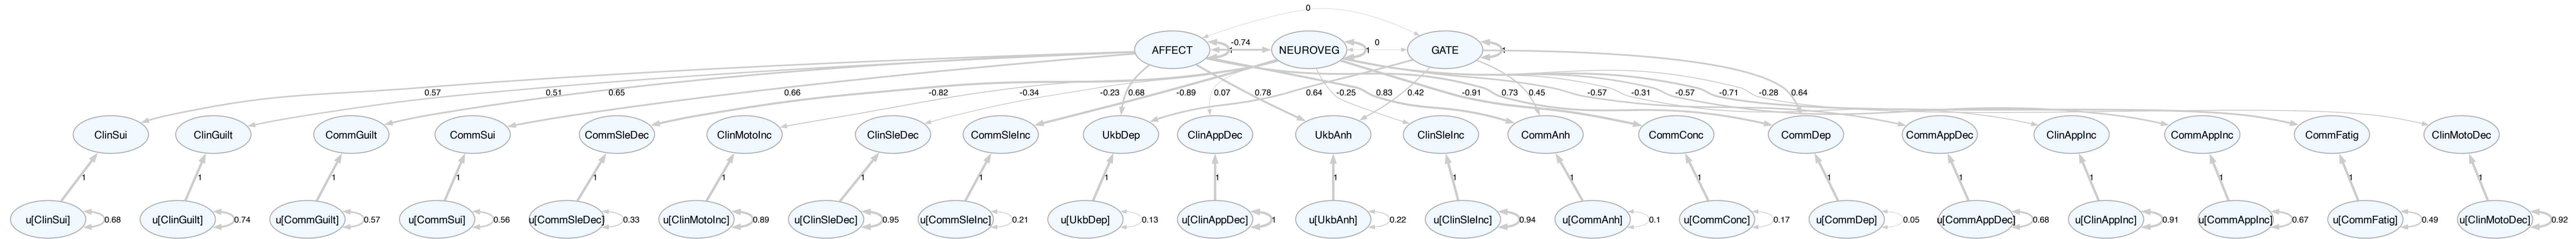 0
AFFECT -0.74 1 NEUROVEG 1 0 GATE 1
0.57 0.51 0.65 0.66 -0.82 -0.34 -0.23 0.68 -0.89 0.07 0.78 0.64 -0.25 0.83 0.42 -0.91 0.73 0.45 -0.57 -0.31 -0.57 -0.71 -0.28 0.64
ClinSui ClinGuilt CommGuilt CommSui CommSleDec ClinMotoInc ClinSleDec CommSleInc UkbDep ClinAppDec UkbAnh ClinSleInc CommAnh CommConc CommDep CommAppDec ClinAppInc CommAppInc CommFatig ClinMotoDec
1 1 1 1 1 1 1 1 1 1 1 1 1 1 1 1 1 1 1 1
u[ClinSui] 0.68 u[ClinGuilt] 0.74 u[CommGuilt] 0.57 u[CommSui] 0.56 u[CommSleDec] 0.33 u[ClinMotoInc] 0.89 u[ClinSleDec] 0.95 u[CommSleInc] 0.21 u[UkbDep] 0.13 u[ClinAppDec] 1 u[UkbAnh] 0.22 u[ClinSleInc] 0.94 u[CommAnh] 0.1 u[CommConc] 0.17 u[CommDep] 0.05 u[CommAppDec] 0.68 u[ClinAppInc] 0.91 u[CommAppInc] 0.67 u[CommFatig] 0.49 u[ClinMotoDec] 0.92